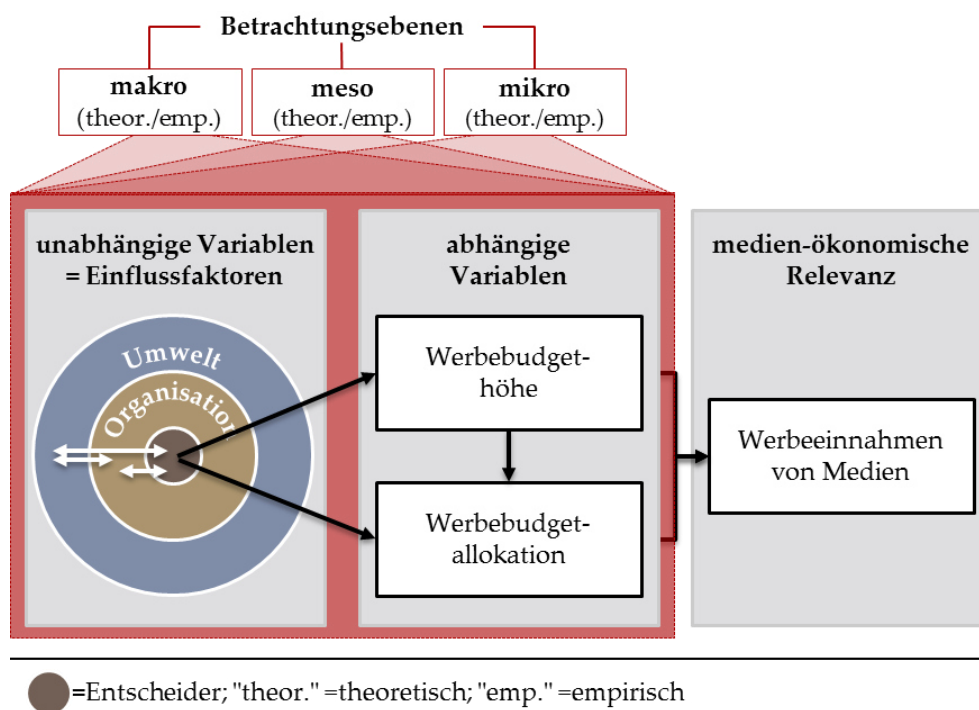 Betrachtungsebenen
makro
(theor./emp.)
meso
(theor./emp.)
mikro
(theor./emp.)
unabhängige Variablen
= Einflussfaktoren
Umwelt
Organisation
abhängige
Variablen
Werbebudget-
höhe
Werbebudget-
allokation
medien-ökonomische
Relevanz
Werbeeinnahmen
von Medien
=Entscheider; "theor." =theoretisch; "emp." =empirisch